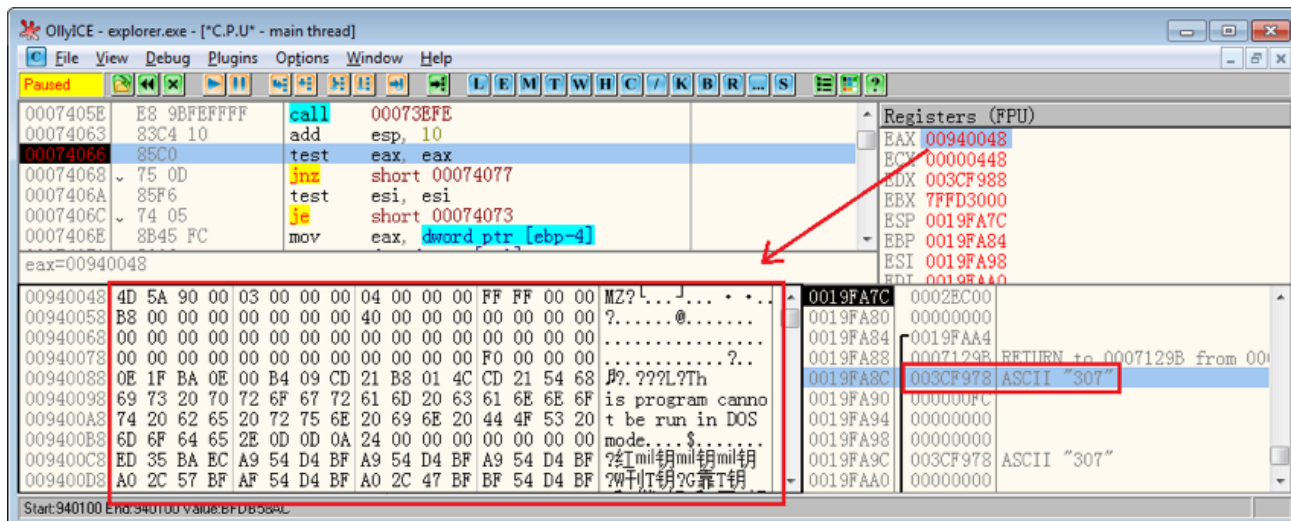 OllyICE - explorer.exe - [*C.P.U* - main thread]
File View Debug Plugins Options Window Help
Paused L E M T W H C / K B R ... S ?
0007405E E8 9BFEFFFF call 00073EFE
00074063 83C4 10 add esp, 10
00074066 85C0 test eax, eax
00074068 75 0D jnz short 00074077
0007406A 85F6 test esi, esi
0007406C 74 05 je short 00074073
0007406E 8B45 FC mov eax, dword ptr [ebp-4]
eax=00940048
Registers (FPU)
EAX 00940048
ECX 00000448
EDX 003CF988
EBX 7FFD3000
ESP 0019FA7C
EBP 0019FA84
ESI 0019FA98
EDI 0019FAA0
00940048 4D 5A 90 00 03 00 00 00 04 00 00 00 FF FF 00 00 MZ?
00940058 B8 00 00 00 00 00 00 00 40 00 00 00 00 00 00 00 ?.......@.......
00940068 00 00 00 00 00 00 00 00 00 00 00 00 00 00 00 00 ................
00940078 00 00 00 00 00 00 00 00 00 00 00 00 F0 00 00 00 ............?..
00940088 0E 1F BA 0E 00 B4 09 CD 21 B8 01 4C CD 21 54 68 ?. ???L?Th
00940098 69 73 20 70 72 6F 67 72 61 6D 20 63 61 6E 6E 6F is program canno
009400A8 74 20 62 65 20 72 75 6E 20 69 6E 20 44 4F 53 20 t be run in DOS
009400B8 6D 6F 64 65 2E 0D 0D 0A 24 00 00 00 00 00 00 00 mode....$.......
009400C8 ED 35 BA EC A9 54 D4 BF A9 54 D4 BF A9 54 D4 BF
009400D8 A0 2C 57 BF AF 54 D4 BF A0 2C 47 BF BF 54 D4 BF
0019FA7C 0002EC00
0019FA80 00000000
0019FA84 0019FAA4
0019FA88 0007129B RETURN to 0007129B from
0019FA8C 003CF978 ASCII "307"
0019FA90 000000FC
0019FA94 00000000
0019FA98 00000000
0019FA9C 003CF978 ASCII "307"
0019FAA0 00000000
Start:940100 End:940100 Value:BFDB58AC